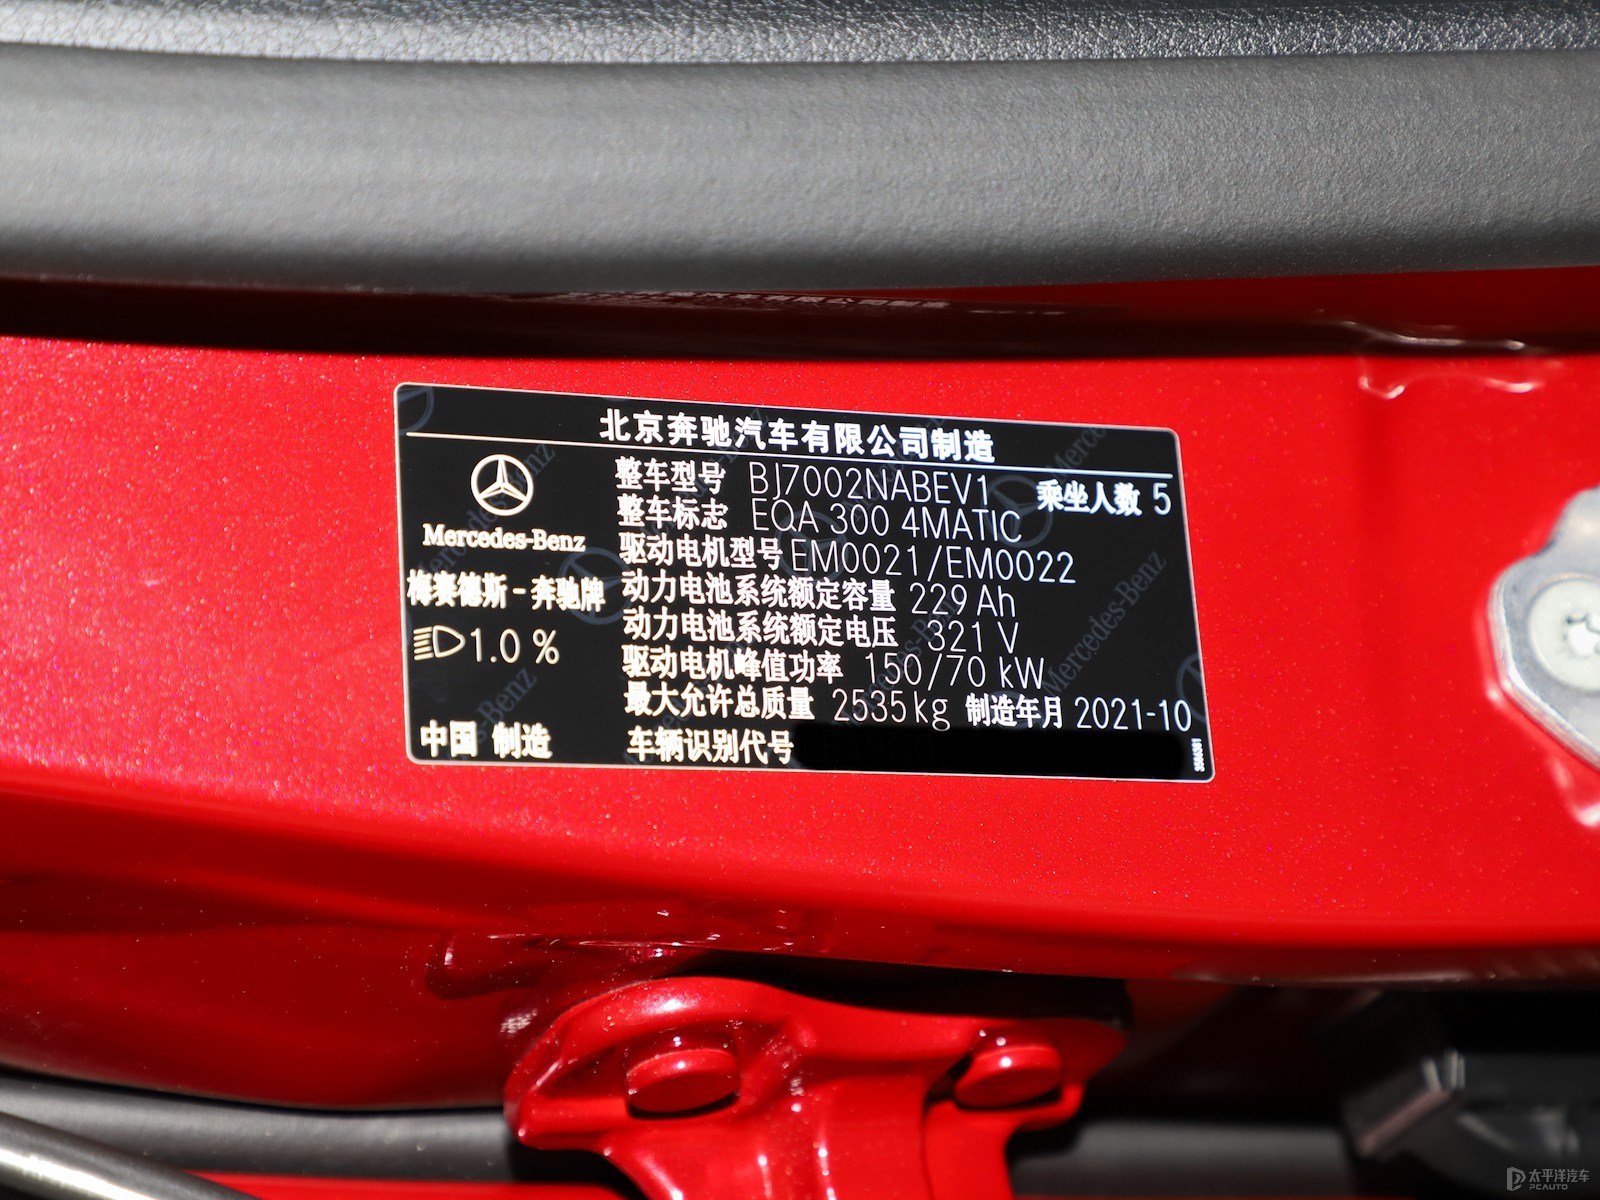 北京奔驰汽车有限公司制造
Mercedes-Benz
梅赛德斯-奔驰牌
1.0 %
中国 制造
整车型号 BJ7002NABEV1 乘坐人数 5
整车标志 EQA 300 4MATIC
驱动电机型号 EM0021/EM0022
动力电池系统额定容量 229 Ah
动力电池系统额定电压 321 V
驱动电机峰值功率 150/70 kW
最大允许总质量 2535 kg 制造年月 2021-10
车辆识别代号
太平洋汽车
PCAUTO